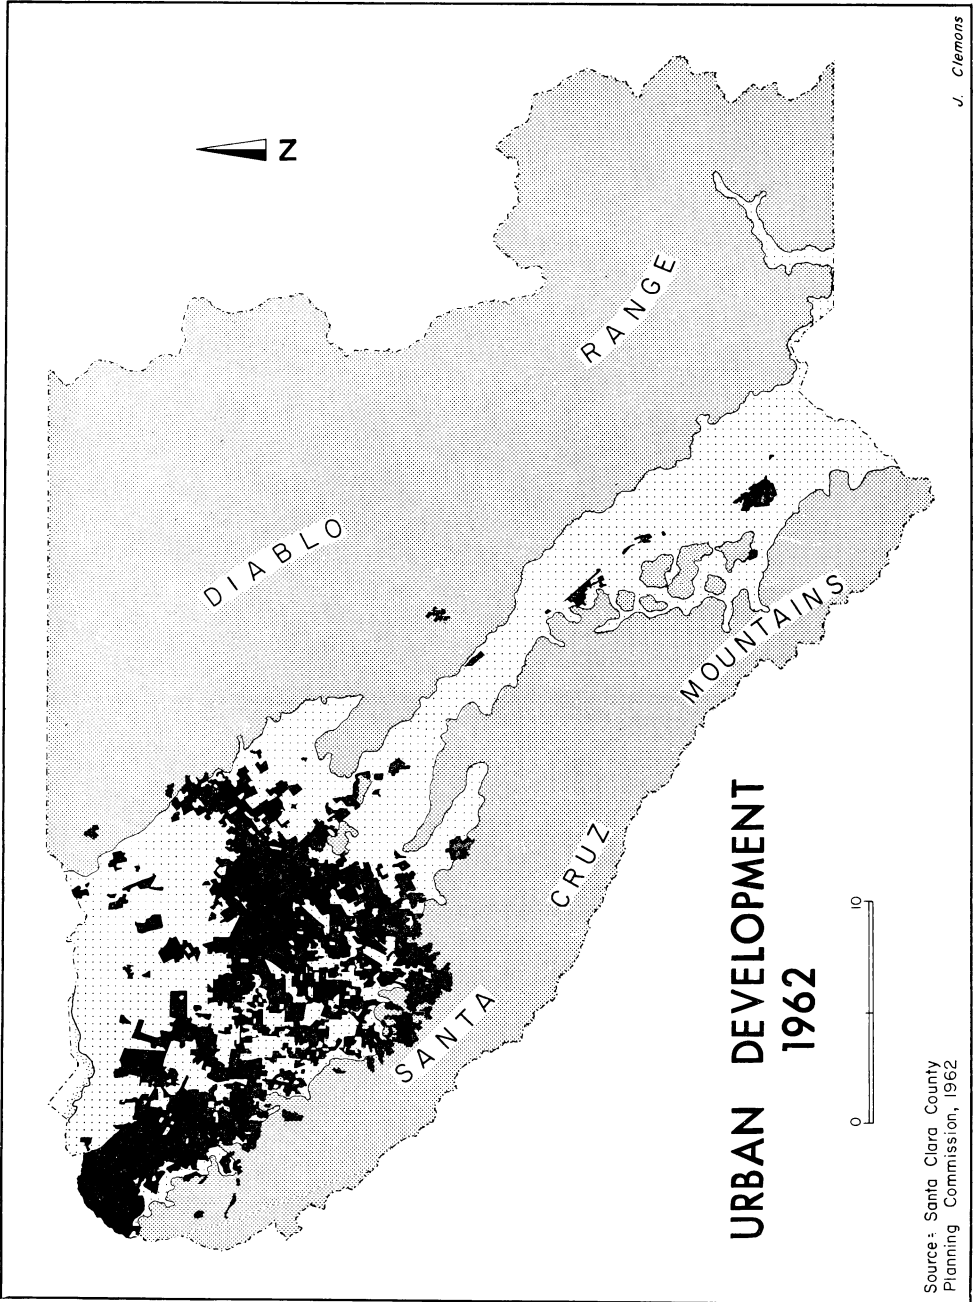 N
DIABLO
RANGE
SANTA
CRUZ
MOUNTAINS
URBAN DEVELOPMENT
1962
0 10
Source: Santa Clara County
Planning Commission, 1962
J. Clemons